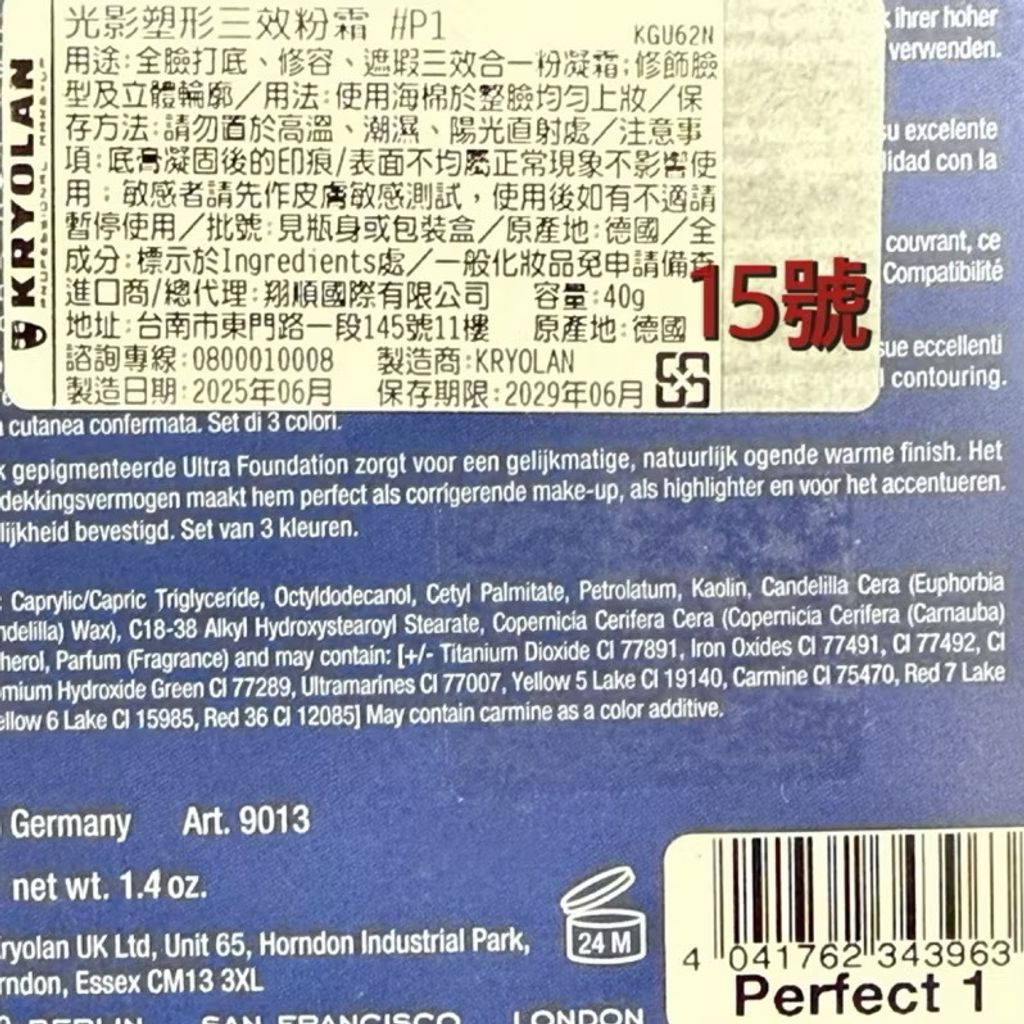 光影塑形三效粉霜 #P1 KGU62N
KRYOLAN
用途:全臉打底、修容、遮瑕三效合一粉凝霜;修飾臉
型及立體輪廓/用法:使用海棉於整臉均勻上妝/保
存方法:請勿置於高溫、潮濕、陽光直射處/注意事
項:底膏凝固後的印痕/表面不均屬正常現象不影響使
用;敏感者請先作皮膚敏感測試,使用後如有不適請
暫停使用/批號:見瓶身或包裝盒/原產地:德國/全
成分:標示於Ingredients處/一般化妝品免申請備查
進口商/總代理:翔順國際有限公司 容量:40g
地址:台南市東門路一段145號11樓 原產地:德國
諮詢專線:0800010008 製造商:KRYOLAN
製造日期:2025年06月 保存期限:2029年06月
15號
ihrer hoher
verwenden.
su excelente
lidad con la
couvrant, ce
Compatibilité
sue eccellenti
l contouring.
cutanea confermata. Set di 3 colori.
gepigmenteerde Ultra Foundation zorgt voor een gelijkmatige, natuurlijk ogende warme finish. Het
dekkingsvermogen maakt hem perfect als corrigerende make-up, als highlighter en voor het accentueren.
lijkheid bevestigd. Set van 3 kleuren.
: Caprylic/Capric Triglyceride, Octyldodecanol, Cetyl Palmitate, Petrolatum, Kaolin, Candelilla Cera (Euphorbia
ndelilla) Wax), C18-38 Alkyl Hydroxystearoyl Stearate, Copernicia Cerifera Cera (Copernicia Cerifera (Carnauba)
herol, Parfum (Fragrance) and may contain: [+/- Titanium Dioxide CI 77891, Iron Oxides CI 77491, CI 77492, CI
mium Hydroxide Green CI 77289, Ultramarines CI 77007, Yellow 5 Lake CI 19140, Carmine CI 75470, Red 7 Lake
ellow 6 Lake CI 15985, Red 36 CI 12085] May contain carmine as a color additive.
Germany Art. 9013
net wt. 1.4 oz.
ryolan UK Ltd, Unit 65, Horndon Industrial Park,
rndon, Essex CM13 3XL
24 M
4 041762 343963
Perfect 1
BERLIN SAN FRANCISCO LONDON